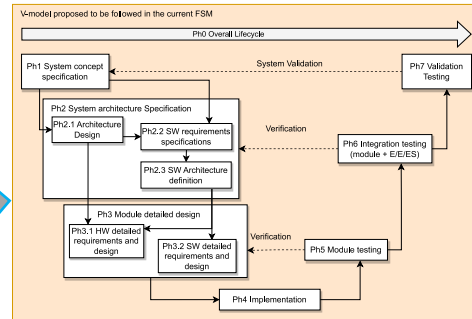 V-model proposed to be followed in the current FSM
Ph0 Overall Lifecycle
Ph1 System concept
specification
System Validation
Ph7 Validation
Testing
Ph2 System architecture Specification
Ph2.1 Architecture
Design
Ph2.2 SW requirements
specifications
Verification
Ph6 Integration testing
(module + E/E/ES)
Ph2.3 SW Architecture
definition
Ph3 Module detailed design
Ph3.1 HW detailed
requirements and
design
Ph3.2 SW detailed
requirements and
design
Verification
Ph5 Module testing
Ph4 Implementation